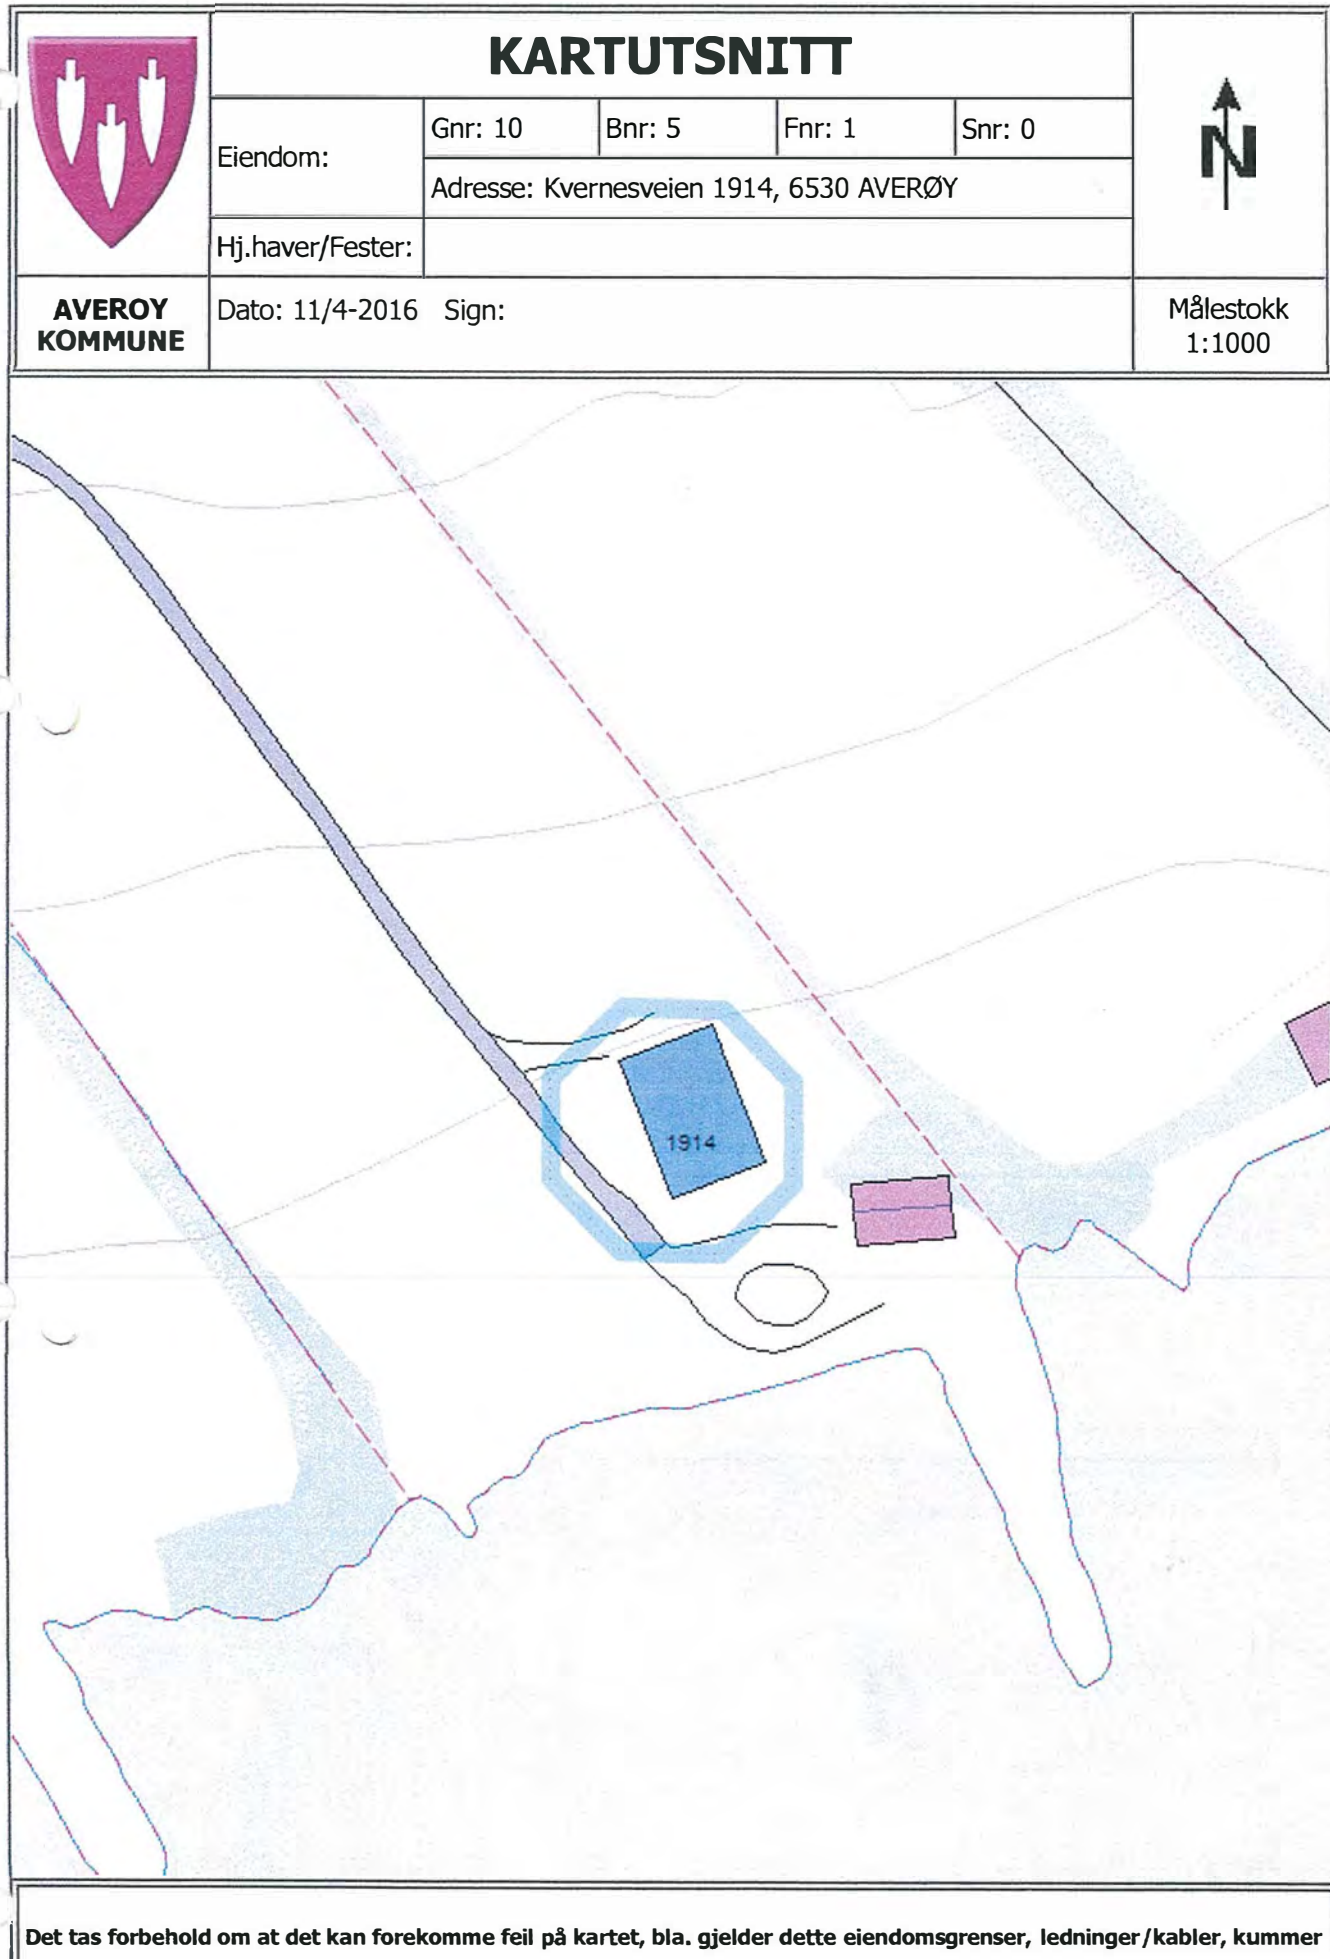 KARTUTSNITT
Eiendom:
Gnr: 10
Bnr: 5
Fnr: 1
Snr: 0
Adresse: Kvernesveien 1914, 6530 AVERØY
Hj.haver/Fester:
N
AVEROY
KOMMUNE
Dato: 11/4-2016 Sign:
Målestokk
1:1000
1914
Det tas forbehold om at det kan forekomme feil på kartet, bla. gjelder dette eiendomsgrenser, ledninger/kabler, kummer